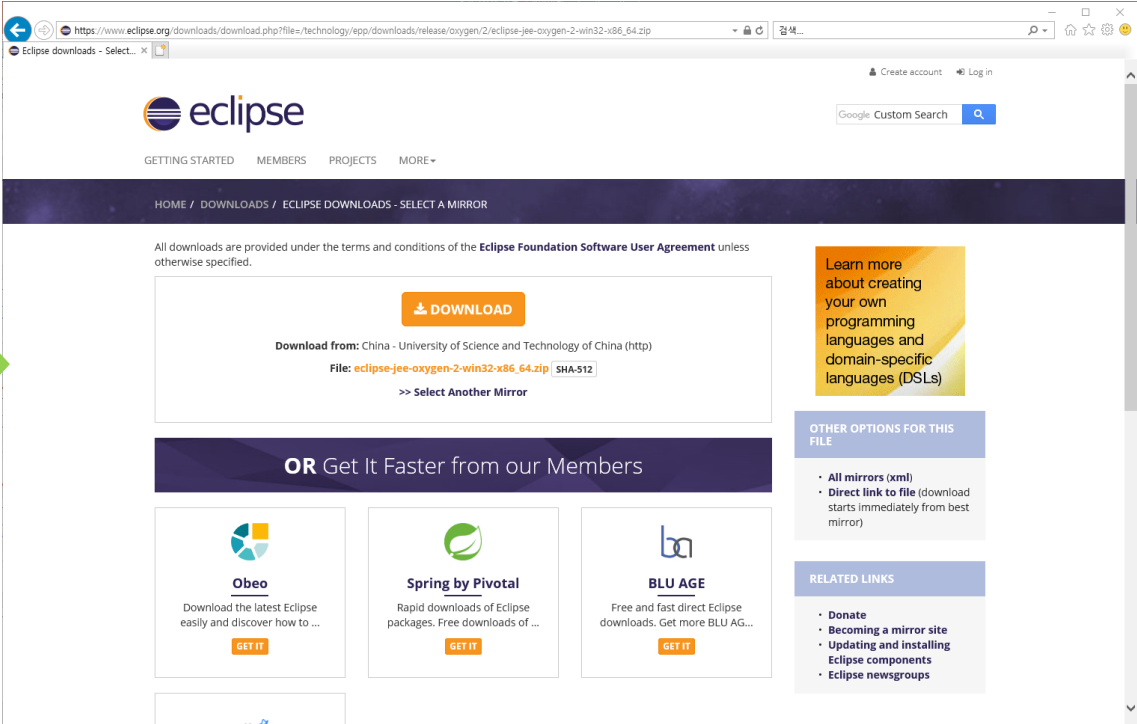 https://www.eclipse.org/downloads/download.php?file=/technology/epp/downloads/release/oxygen/2/eclipse-jee-oxygen-2-win32-x86_64.zip
검색...
Eclipse downloads - Select...
Create account
Log in
eclipse
Google Custom Search
GETTING STARTED
MEMBERS
PROJECTS
MORE
HOME / DOWNLOADS / ECLIPSE DOWNLOADS - SELECT A MIRROR
All downloads are provided under the terms and conditions of the Eclipse Foundation Software User Agreement unless
otherwise specified.
DOWNLOAD
Download from: China - University of Science and Technology of China (http)
File: eclipse-jee-oxygen-2-win32-x86_64.zip SHA-512
>> Select Another Mirror
OR Get It Faster from our Members
Obeo
Download the latest Eclipse
easily and discover how to ...
GET IT
Spring by Pivotal
Rapid downloads of Eclipse
packages. Free downloads of ...
GET IT
ba
BLU AGE
Free and fast direct Eclipse
downloads. Get more BLU AG...
GET IT
Learn more
about creating
your own
programming
languages and
domain-specific
languages (DSLs)
OTHER OPTIONS FOR THIS
FILE
• All mirrors (xml)
• Direct link to file (download
starts immediately from best
mirror)
RELATED LINKS
• Donate
• Becoming a mirror site
• Updating and installing
Eclipse components
• Eclipse newsgroups